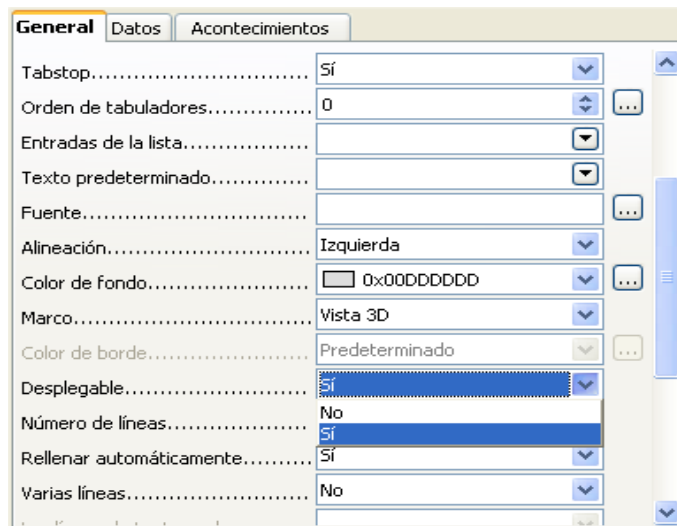 General Datos Acontecimientos
Tabstop.............................. Sí
Orden de tabuladores............... 0 ...
Entradas de la lista..................
Texto predeterminado..............
Fuente................................ ...
Alineación............................. Izquierda
Color de fondo........................ 0x00DDDDDD ...
Marco.................................. Vista 3D
Color de borde....................... Predeterminado ...
Desplegable........................... Sí
No
Número de líneas.................... Sí
Rellenar automáticamente.......... Sí
Varias líneas.......................... No